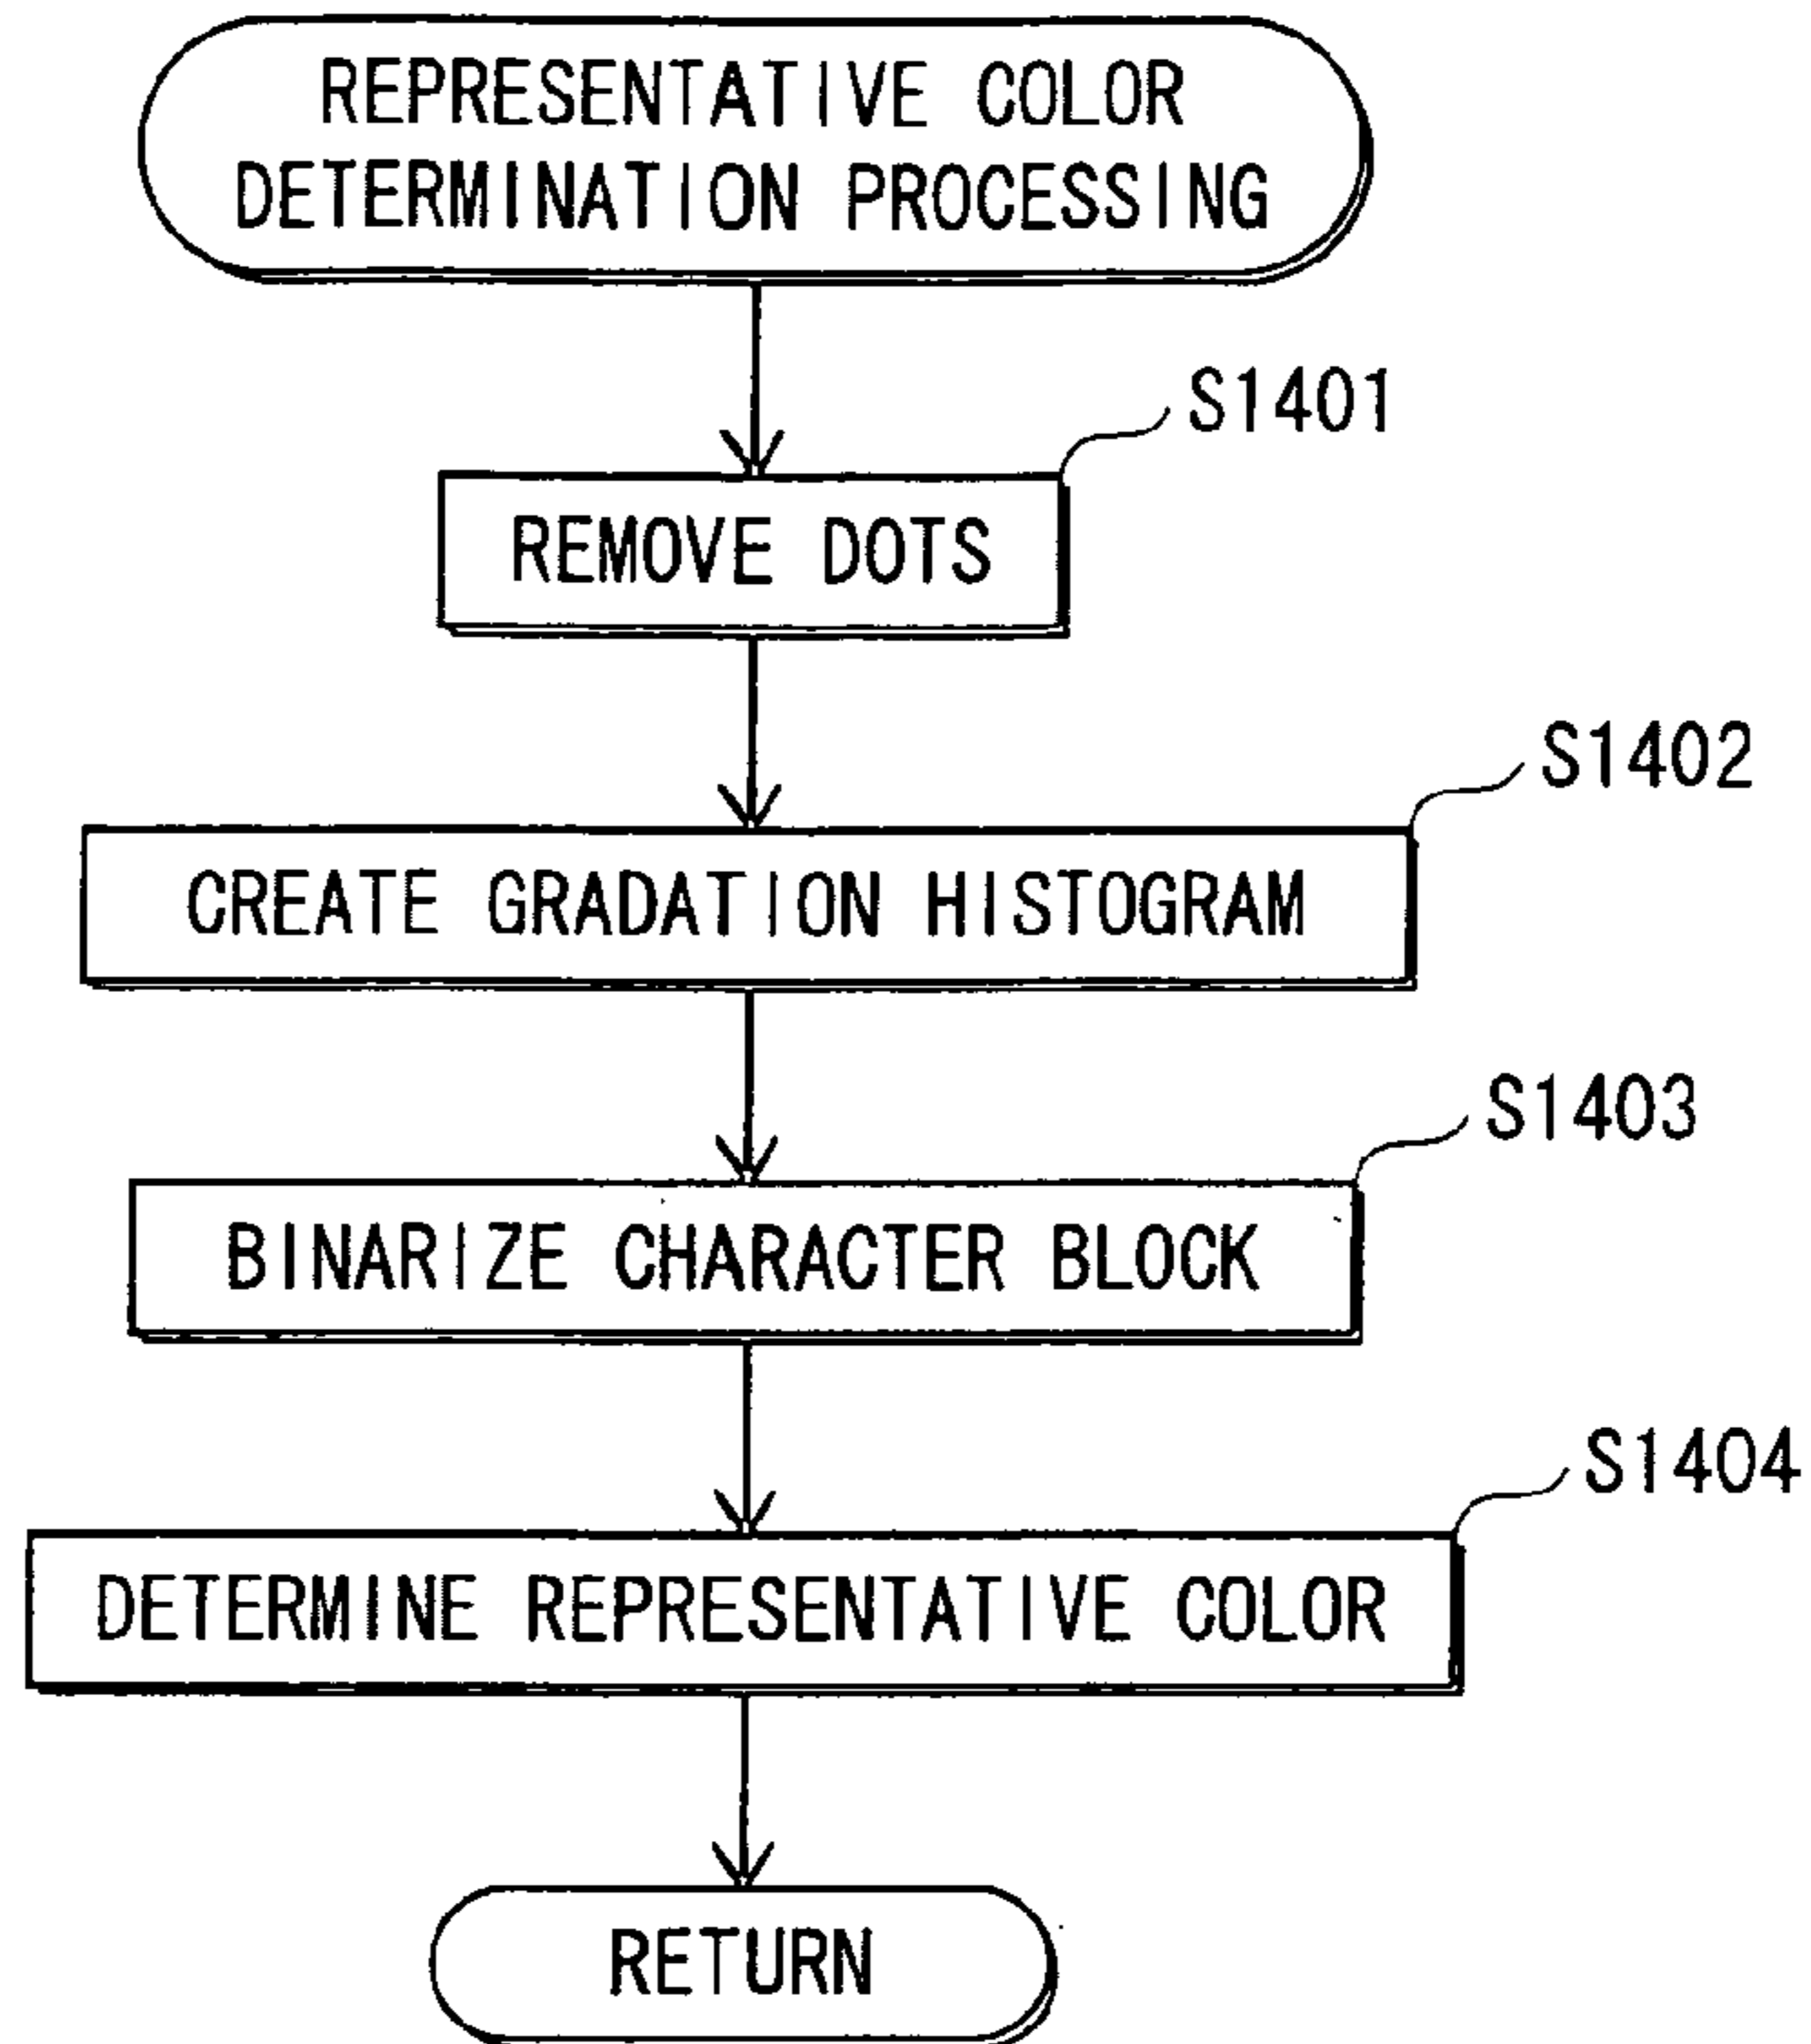 REPRESENTATIVE COLOR
DETERMINATION PROCESSING
S1401
REMOVE DOTS
S1402
CREATE GRADATION HISTOGRAM
S1403
BINARIZE CHARACTER BLOCK
S1404
DETERMINE REPRESENTATIVE COLOR
RETURN